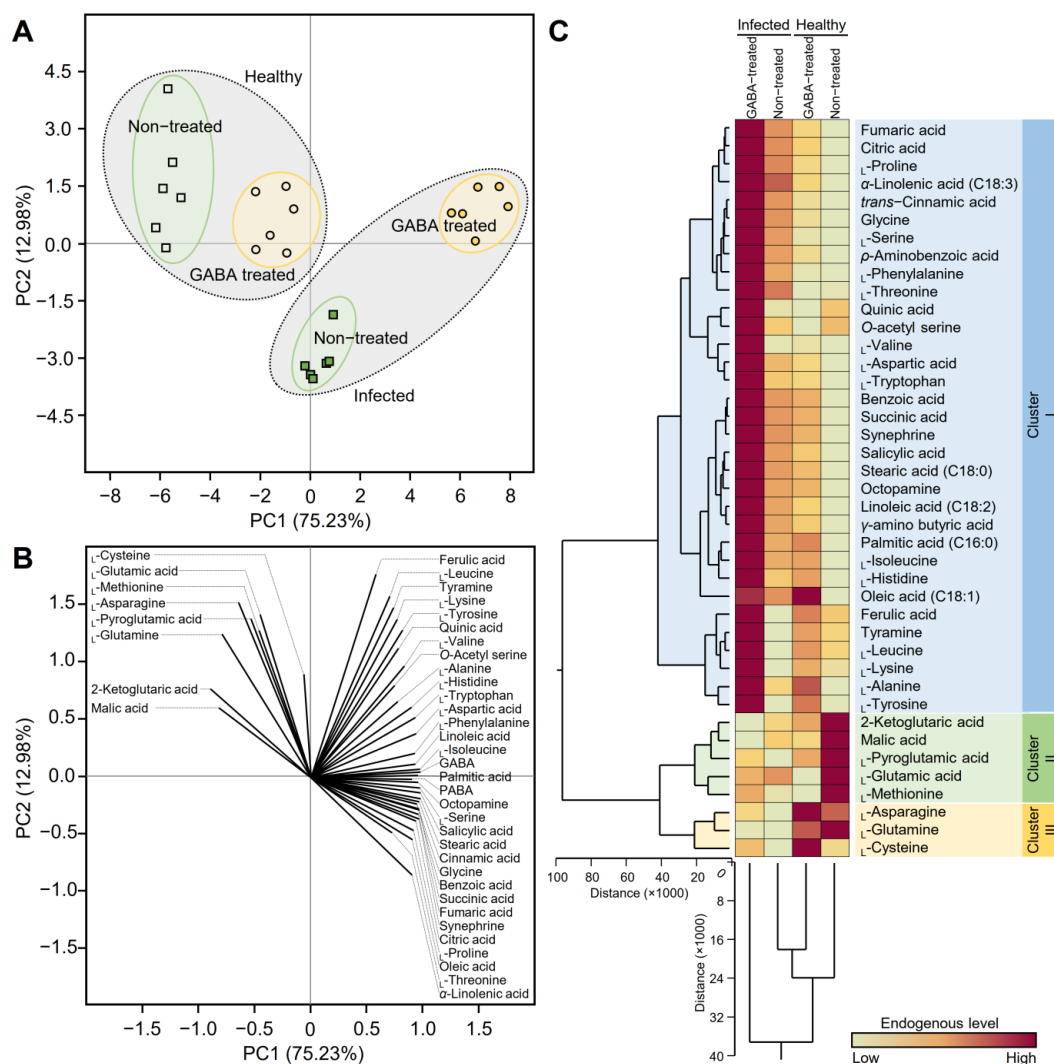 A
PC2 (12.98%)
4.5
3.0
1.5
0.0
−1.5
−3.0
−4.5
Healthy
Non-treated
GABA treated
GABA treated
Non-treated
Infected
−8
−6
−4
−2
0
2
4
6
8
PC1 (75.23%)
B
PC2 (12.98%)
1.5
1.0
0.5
0.0
−0.5
−1.0
−1.5
L-Cysteine
L-Glutamic acid
L-Methionine
L-Asparagine
L-Pyroglutamic acid
L-Glutamine
2-Ketoglutaric acid
Malic acid
Ferulic acid
L-Leucine
Tyramine
L-Lysine
L-Tyrosine
Quinic acid
L-Valine
O-Acetyl serine
L-Alanine
L-Histidine
L-Tryptophan
L-Aspartic acid
L-Phenylalanine
Linoleic acid
L-Isoleucine
GABA
Palmitic acid
PABA
Octopamine
L-Serine
Salicylic acid
Stearic acid
Cinnamic acid
Glycine
Benzoic acid
Succinic acid
Fumaric acid
Synephrine
Citric acid
L-Proline
Oleic acid
L-Threonine
α-Linolenic acid
−1.5
−1.0
−0.5
0
0.5
1.0
1.5
PC1 (75.23%)
C
Infected Healthy
GABA−treated
Non−treated
GABA−treated
Non−treated
Fumaric acid
Citric acid
L-Proline
α-Linolenic acid (C18:3)
trans−Cinnamic acid
Glycine
L-Serine
ρ-Aminobenzoic acid
L-Phenylalanine
L-Threonine
Quinic acid
O-acetyl serine
L-Valine
L-Aspartic acid
L-Tryptophan
Benzoic acid
Succinic acid
Synephrine
Salicylic acid
Stearic acid (C18:0)
Octopamine
Linoleic acid (C18:2)
γ-amino butyric acid
Palmitic acid (C16:0)
L-Isoleucine
L-Histidine
Oleic acid (C18:1)
Ferulic acid
Tyramine
L-Leucine
L-Lysine
L-Alanine
L-Tyrosine
Cluster I
2-Ketoglutaric acid
Malic acid
L-Pyroglutamic acid
L-Glutamic acid
L-Methionine
Cluster II
L-Asparagine
L-Glutamine
L-Cysteine
Cluster III
100
80
60
40
20
0
Distance (×1000)
8
16
24
32
40
Distance (×1000)
Endogenous level
Low High